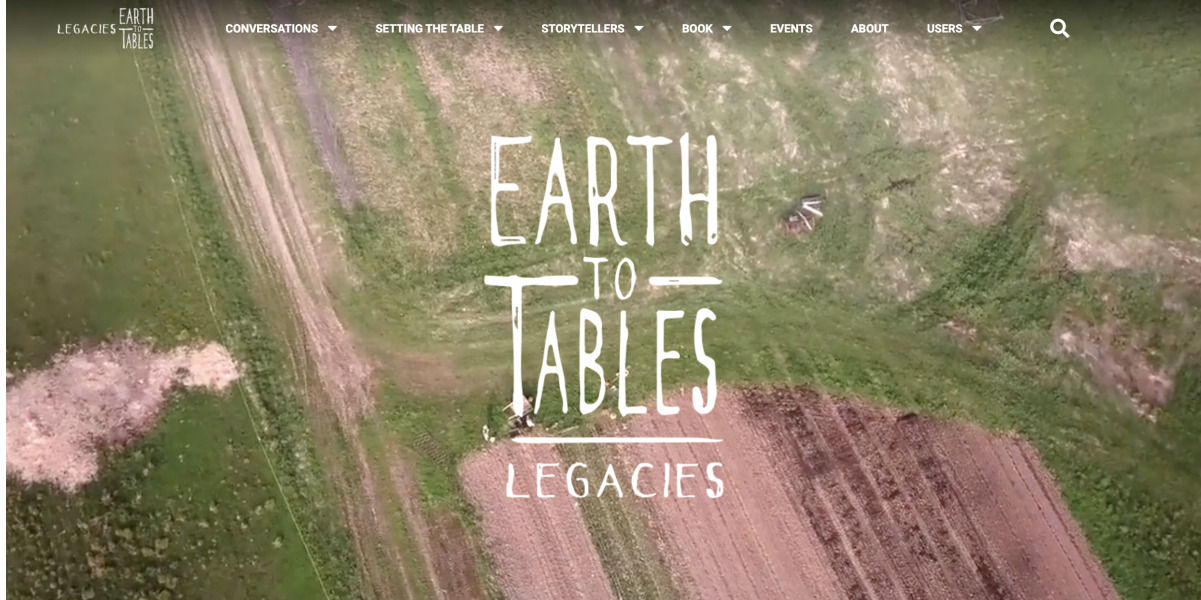 LEGACIES EARTH TO TABLES
CONVERSATIONS SETTING THE TABLE STORYTELLERS BOOK EVENTS ABOUT USERS
EARTH
TO
TABLES
LEGACIES